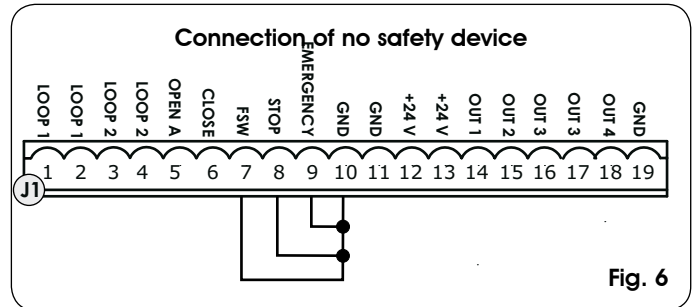 Connection of no safety device
LOOP 1 LOOP 1 LOOP 2 LOOP 2 OPEN A CLOSE FSW STOP EMERGENCY GND GND +24 V +24 V OUT 1 OUT 2 OUT 3 OUT 3 OUT 4 GND
1 2 3 4 5 6 7 8 9 10 11 12 13 14 15 16 17 18 19
J1
Fig. 6